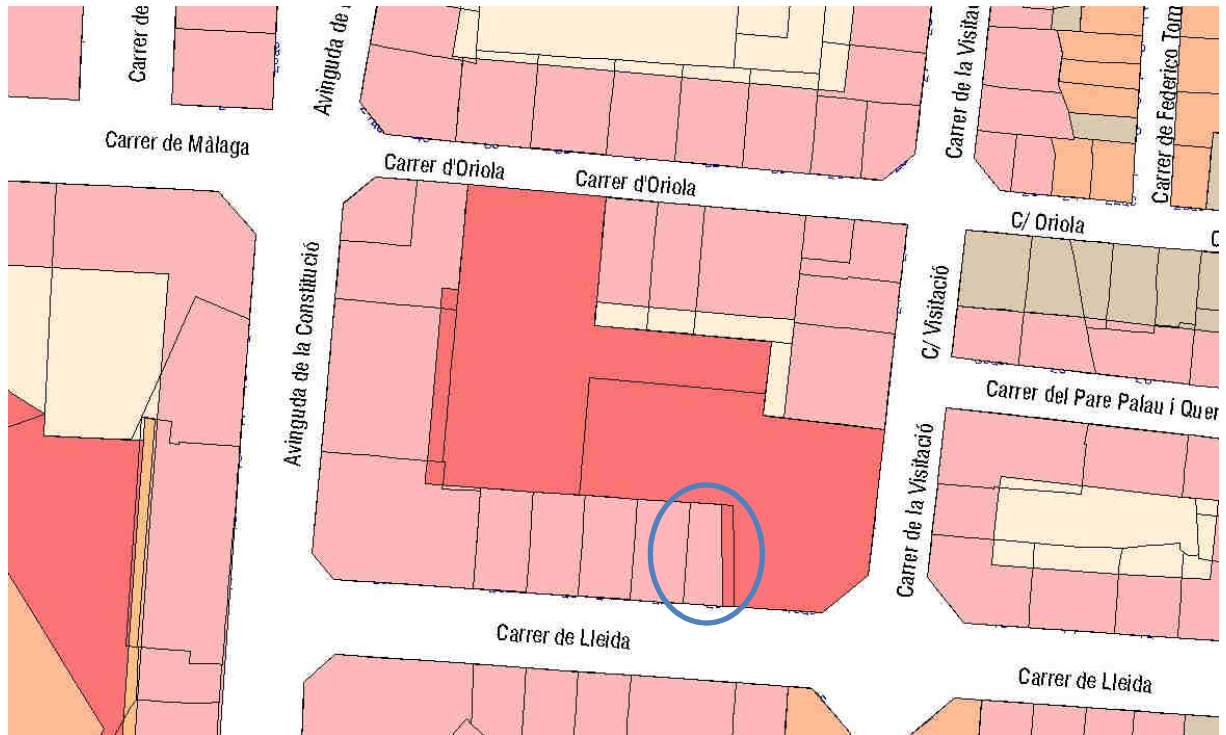 Carrer de
Avinguda de
Carrer de la Visitació
Carrer de Federico Tom
Carrer de Màlaga
Carrer d'Oriola
Carrer d'Oriola
C/ Oriola
C
Avinguda de la Constitució
C/ Visitació
Carrer del Pare Palau i Quer
Carrer de la Visitació
Carrer de Lleida
Carrer de Lleida